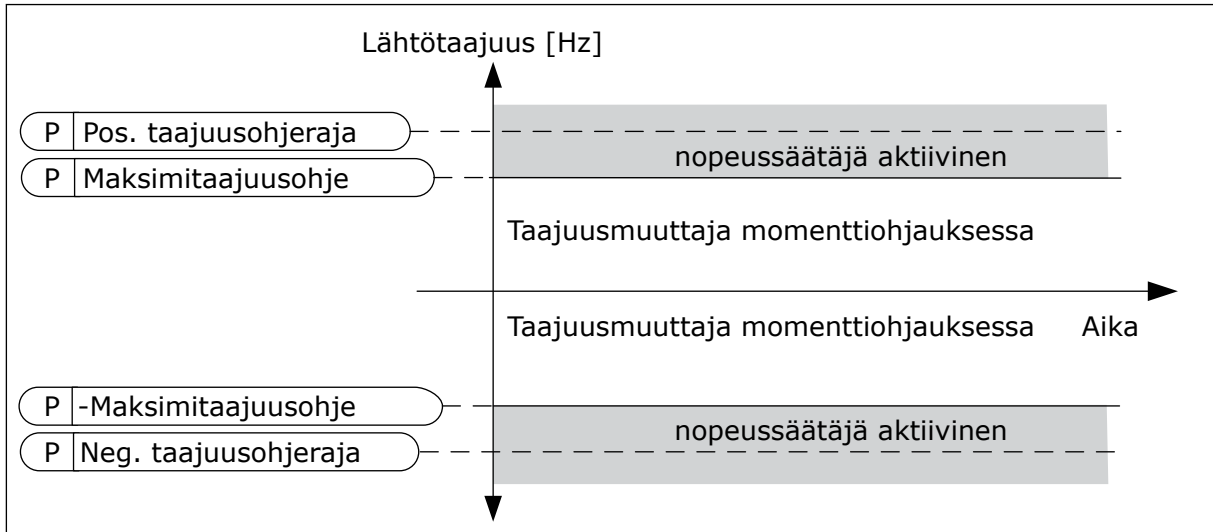 Lähtötaajuus [Hz]
P Pos. taajuusohjeraja
nopeussäätäjä aktiivinen
P Maksimitaajuusohje
Taajuusmuuttaja momenttiohjauksessa
Taajuusmuuttaja momenttiohjauksessa Aika
P -Maksimitaajuusohje
nopeussäätäjä aktiivinen
P Neg. taajuusohjeraja